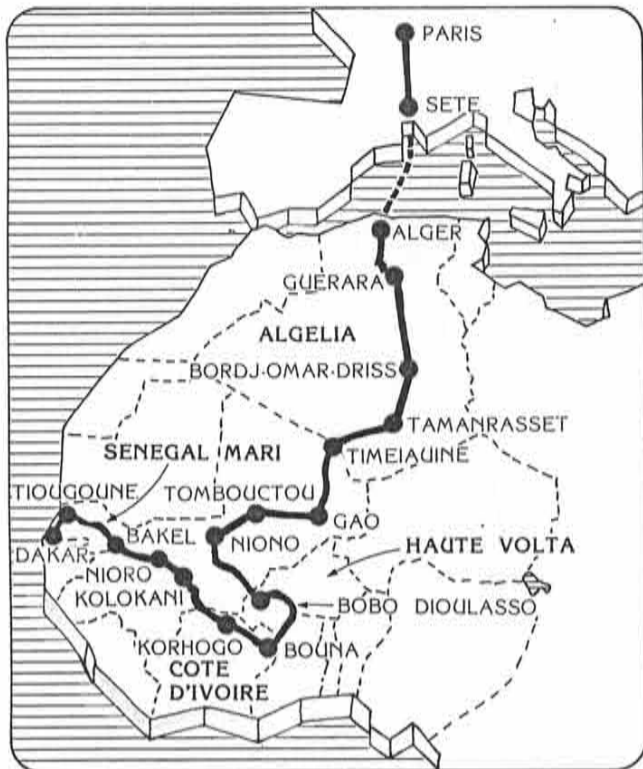 PARIS
SETE
ALGER
GUERARA
ALGELIA
BORDJ-OMAR-DRISS
TAMANRASSET
SENEGAL MARI
TIMEIAUINE
TIOUGOUNE
TOMBOUCTOU
GAO
BAKEL
NIONO
HAUTE VOLTA
DAKAR
NIORO
KOLOKANI
BOBO DIOULASSO
KORHOGO
BOUNA
COTE
D'IVOIRE